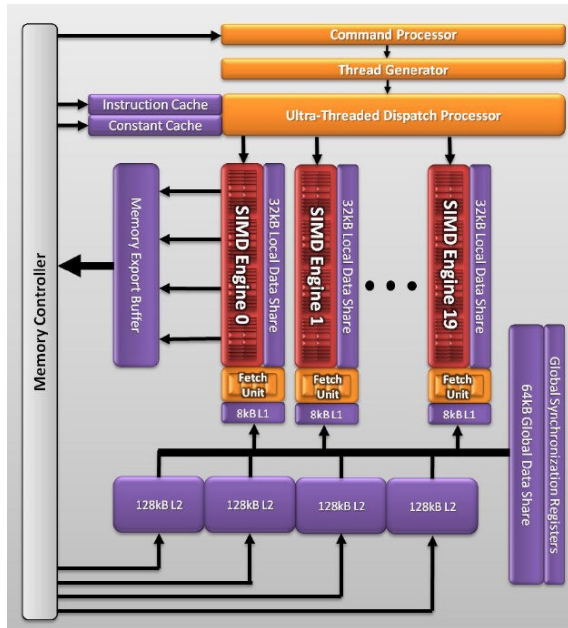 Command Processor
Thread Generator
Instruction Cache
Constant Cache
Ultra-Threaded Dispatch Processor
Memory Controller
Memory Export Buffer
SIMD Engine 0
32kB Local Data Share
SIMD Engine 1
32kB Local Data Share
SIMD Engine 19
32kB Local Data Share
Fetch
Unit
Fetch
Unit
Fetch
Unit
8kB L1
8kB L1
8kB L1
64kB Global Data Share
Global Synchronization Registers
128kB L2
128kB L2
128kB L2
128kB L2